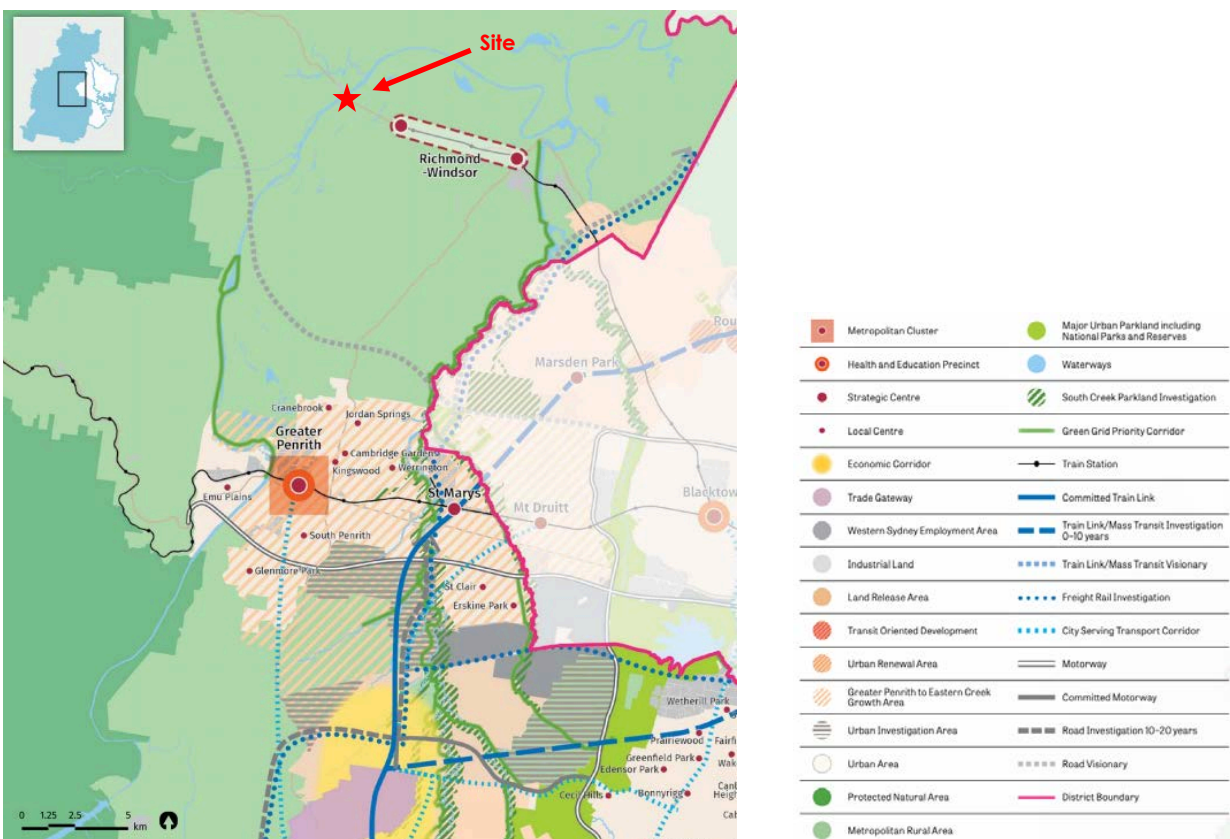 Site
Richmond
-Windsor
Rou
Marsden Park
Cranebrook
Jordan Springs
Greater
Penrith
Cambridge Gardens
Kingswood
Werrington
Emu Plains
St Marys
Mt Druitt
Blacktow
South Penrith
Glenmore Park
St Clair
Erskine Park
Wetherill Park
Prairiewood
Fairfi
Greenfield Park
Wak
Edensor Park
Cecil Hills
Bonnyrigg
Canl
Heigh
Cab
0 1.25 2.5 5
km
Metropolitan Cluster
Health and Education Precinct
Strategic Centre
Local Centre
Economic Corridor
Trade Gateway
Western Sydney Employment Area
Industrial Land
Land Release Area
Transit Oriented Development
Urban Renewal Area
Greater Penrith to Eastern Creek
Growth Area
Urban Investigation Area
Urban Area
Protected Natural Area
Metropolitan Rural Area
Major Urban Parkland including
National Parks and Reserves
Waterways
South Creek Parkland Investigation
Green Grid Priority Corridor
Train Station
Committed Train Link
Train Link/Mass Transit Investigation
0-10 years
Train Link/Mass Transit Visionary
Freight Rail Investigation
City Serving Transport Corridor
Motorway
Committed Motorway
Road Investigation 10-20 years
Road Visionary
District Boundary